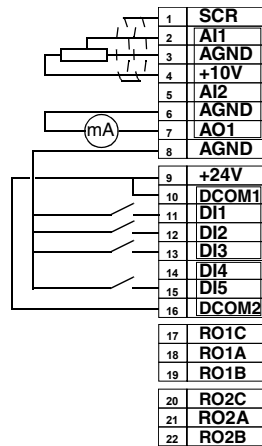 1 SCR
2 AI1
3 AGND
4 +10V
5 AI2
6 AGND
mA
7 AO1
8 AGND
9 +24V
10 DCOM1
11 DI1
12 DI2
13 DI3
14 DI4
15 DI5
16 DCOM2
17 RO1C
18 RO1A
19 RO1B
20 RO2C
21 RO2A
22 RO2B